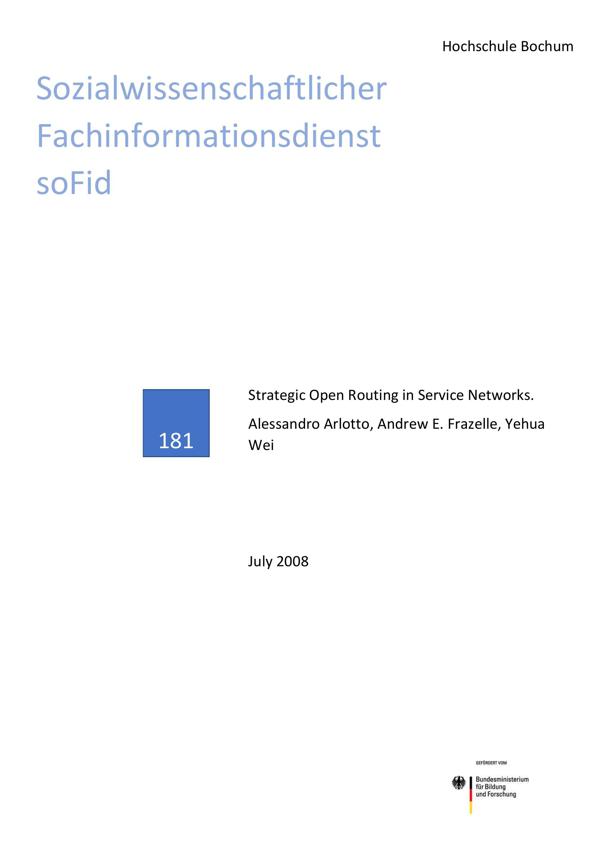 Hochschule Bochum
Sozialwissenschaftlicher
Fachinformationsdienst
soFid
181
Strategic Open Routing in Service Networks.
Alessandro Arlotto, Andrew E. Frazelle, Yehua
Wei
July 2008
GEFÖRDERT VOM
Bundesministerium
für Bildung
und Forschung